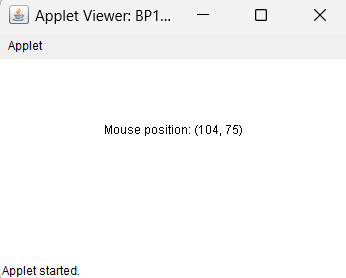 Applet Viewer: BP1...
Applet
Mouse position: (104, 75)
Applet started.